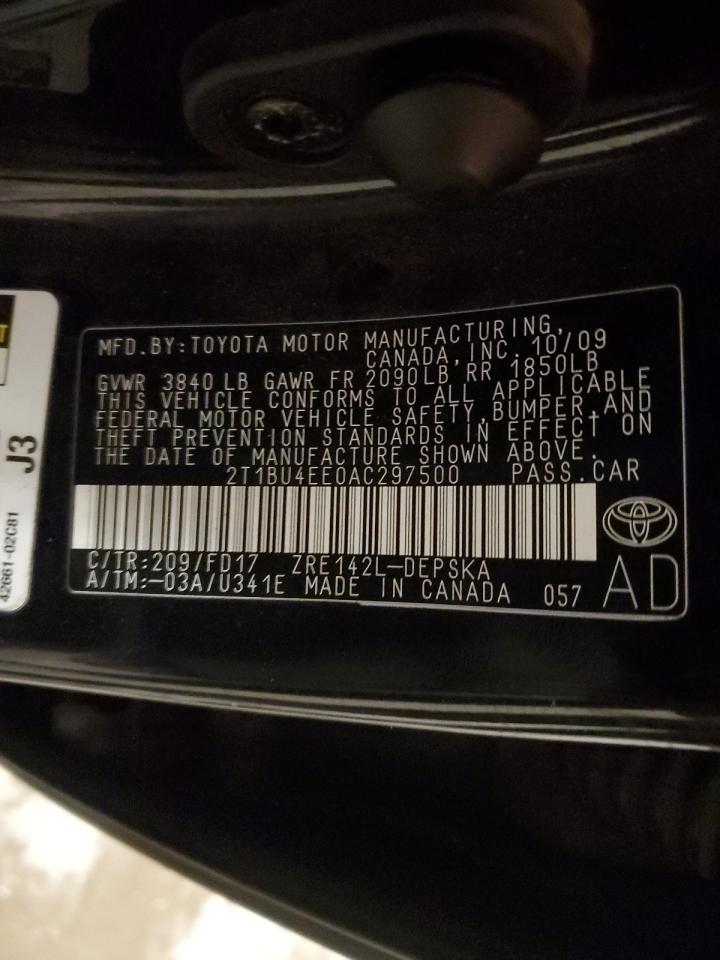 MFD.BY:TOYOTA MOTOR MANUFACTURING,
CANADA,INC. 10/09
GVWR 3840 LB GAWR FR 2090LB RR 1850LB
THIS VEHICLE CONFORMS TO ALL APPLICABLE
FEDERAL MOTOR VEHICLE SAFETY,BUMPER,AND
THEFT PREVENTION STANDARDS IN EFFECT ON
THE DATE OF MANUFACTURE SHOWN ABOVE.
2T1BU4EE0AC297500 PASS.CAR
C/TR:209/FD17 ZRE142L-DEPSKA
A/TM:-03A/U341E MADE IN CANADA 057
AD
J3
42661-02C81